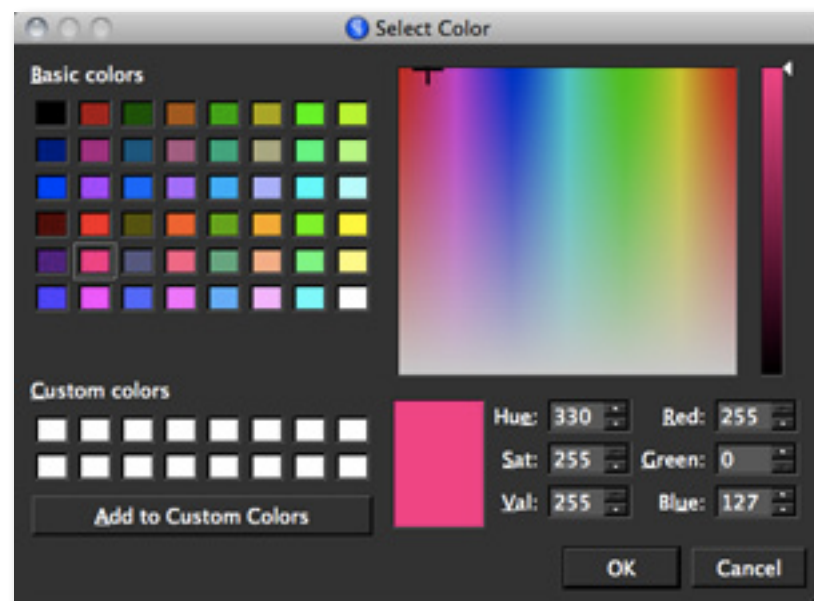 Select Color
Basic colors
Custom colors
Add to Custom Colors
Hue: 330 Red: 255
Sat: 255 Green: 0
Val: 255 Blue: 127
OK Cancel